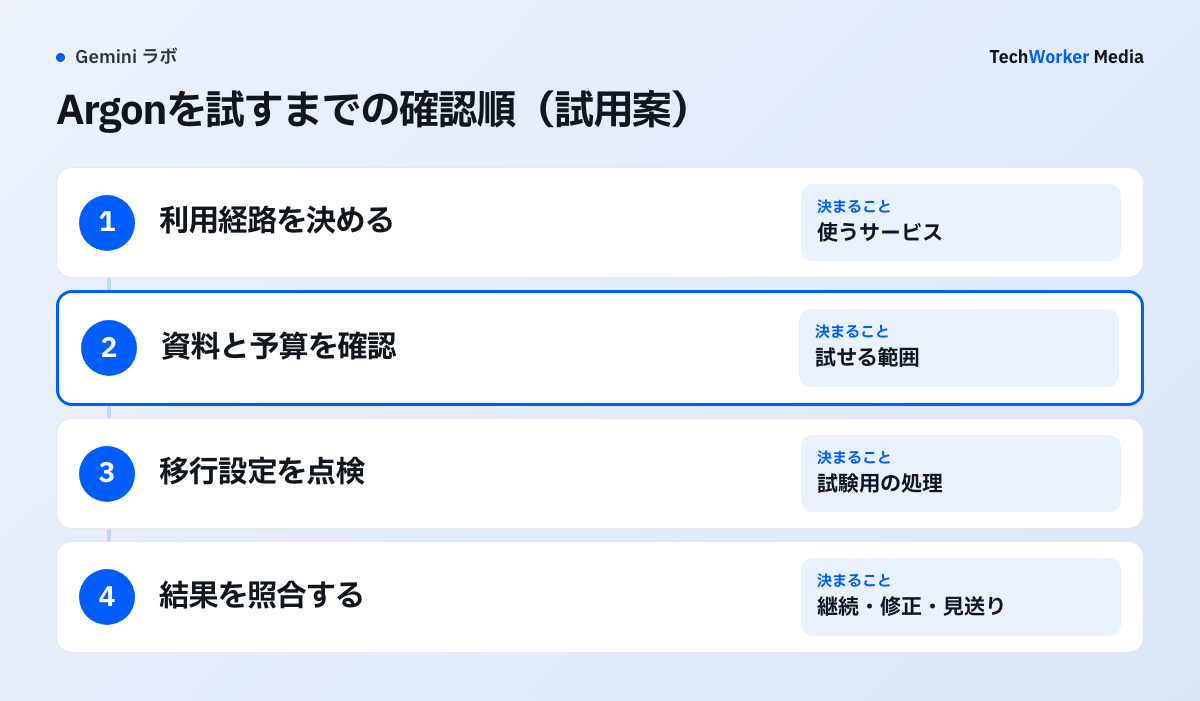 Gemini ラボ
TechWorker Media
Argonを試すまでの確認順（試用案）
1
利用経路を決める
決まること
使うサービス
2
資料と予算を確認
決まること
試せる範囲
3
移行設定を点検
決まること
試験用の処理
4
結果を照合する
決まること
継続・修正・見送り